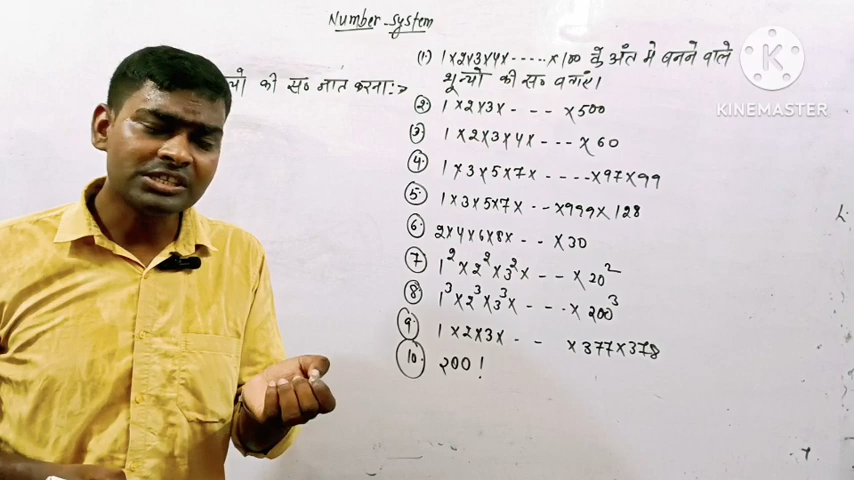 Number System
(1) 1×2×3×4×.....×100 के अंत मे बनने वाले
शून्यो की सं० बताएं।
त्यो की सं० ज्ञात करना :->
(2) 1×2×3×- - - ×500
(3) 1×2×3×4×- - - ×60
(4) 1×3×5×7×- ....×97×99
(5) 1×3×5×7×- - ×999×128
(6) 2×4×6×8×- - ×30
(7) 1²×2²×3²×- - - ×20²
(8) 1³×2³×3³×- - - ×200³
(9) 1×2×3×- - - ×377×378
(10) 200!
KINEMASTER